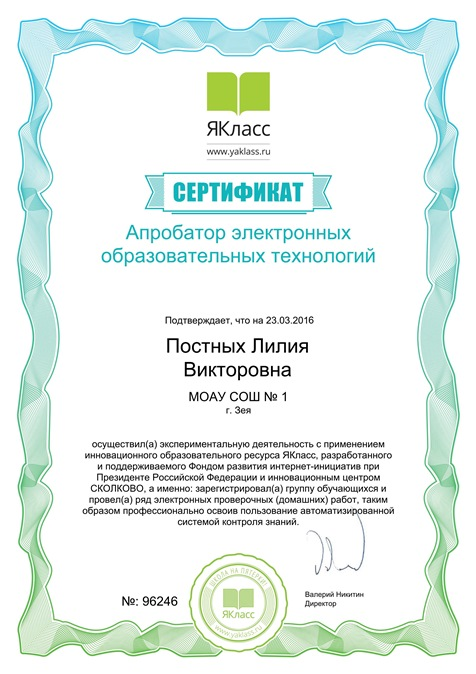 ЯКласс
www.yaklass.ru
СЕРТИФИКАТ
Апробатор электронных
образовательных технологий
Подтверждает, что на 23.03.2016
Постных Лилия
Викторовна
МОАУ СОШ № 1
г. Зея
осуществил(а) экспериментальную деятельность с применением
инновационного образовательного ресурса ЯКласс, разработанного
и поддерживаемого Фондом развития интернет-инициатив при
Президенте Российской Федерации и инновационным центром
СКОЛКОВО, а именно: зарегистрировал(а) группу обучающихся и
провел(а) ряд электронных проверочных (домашних) работ, таким
образом профессионально освоив пользование автоматизированной
системой контроля знаний.
№: 96246
ШКОЛА НА ПЯТЕРКУ!
ЯКласс
www.yaklass.ru
Валерий Никитин
Директор